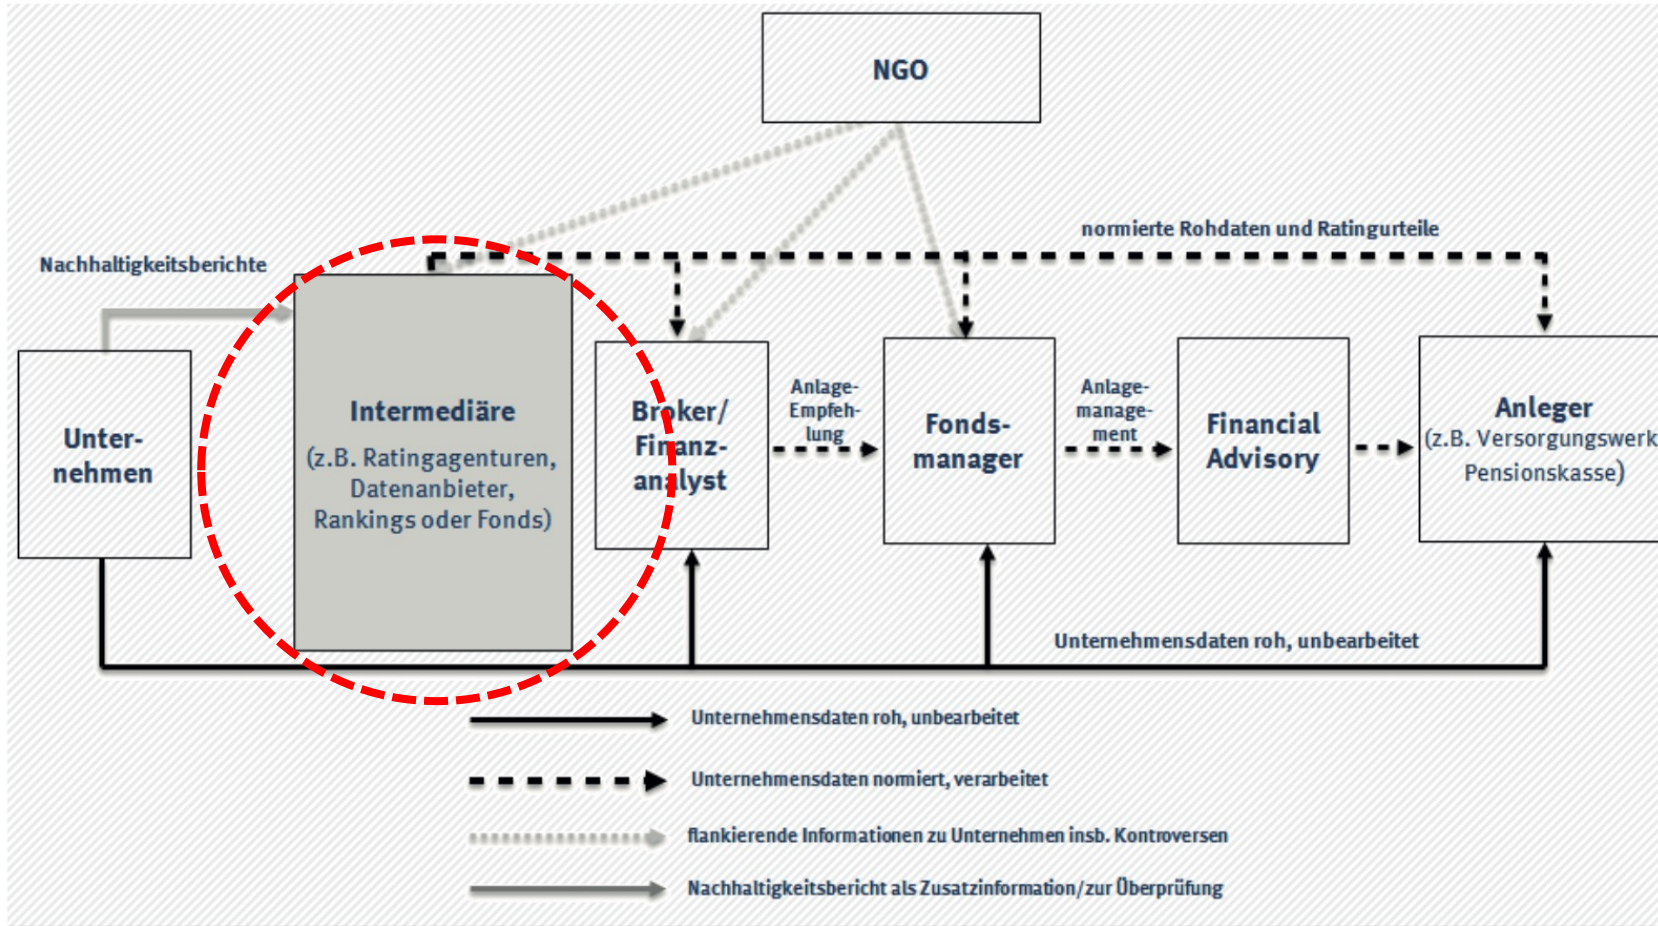 NGO
normierte Rohdaten und Ratingurteile
Nachhaltigkeitsberichte
Unter-
nehmen
Intermediäre
(z.B. Ratingagenturen,
Datenanbieter,
Rankings oder Fonds)
Broker/
Finanz-
analyst
Anlage-
Empfeh-
lung
Fonds-
manager
Anlage-
manage-
ment
Financial
Advisory
Anleger
(z.B. Versorgungswerk
Pensionskasse)
Unternehmensdaten roh, unbearbeitet
Unternehmensdaten roh, unbearbeitet
Unternehmensdaten normiert, verarbeitet
flankierende Informationen zu Unternehmen insb. Kontroversen
Nachhaltigkeitsbericht als Zusatzinformation/zur Überprüfung